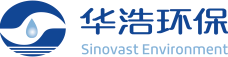 华浩环保
Sinovast Environment